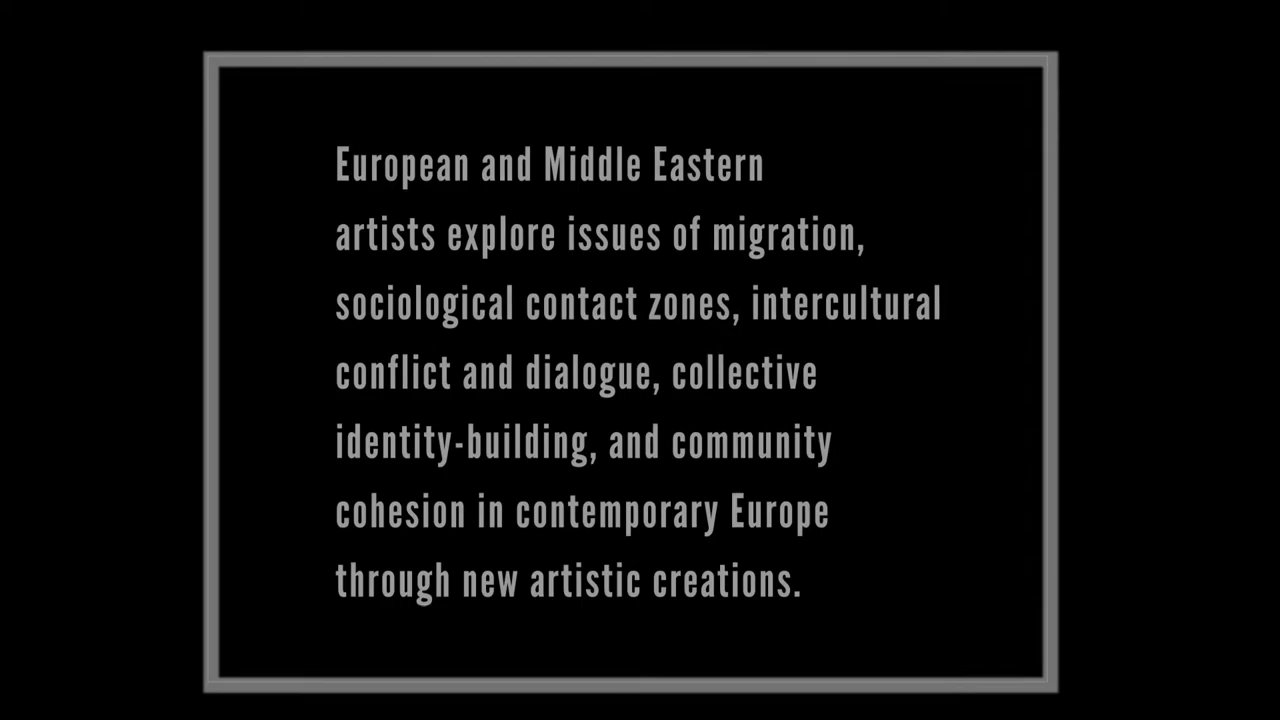 European and Middle Eastern
artists explore issues of migration,
sociological contact zones, intercultural
conflict and dialogue, collective
identity-building, and community
cohesion in contemporary Europe
through new artistic creations.